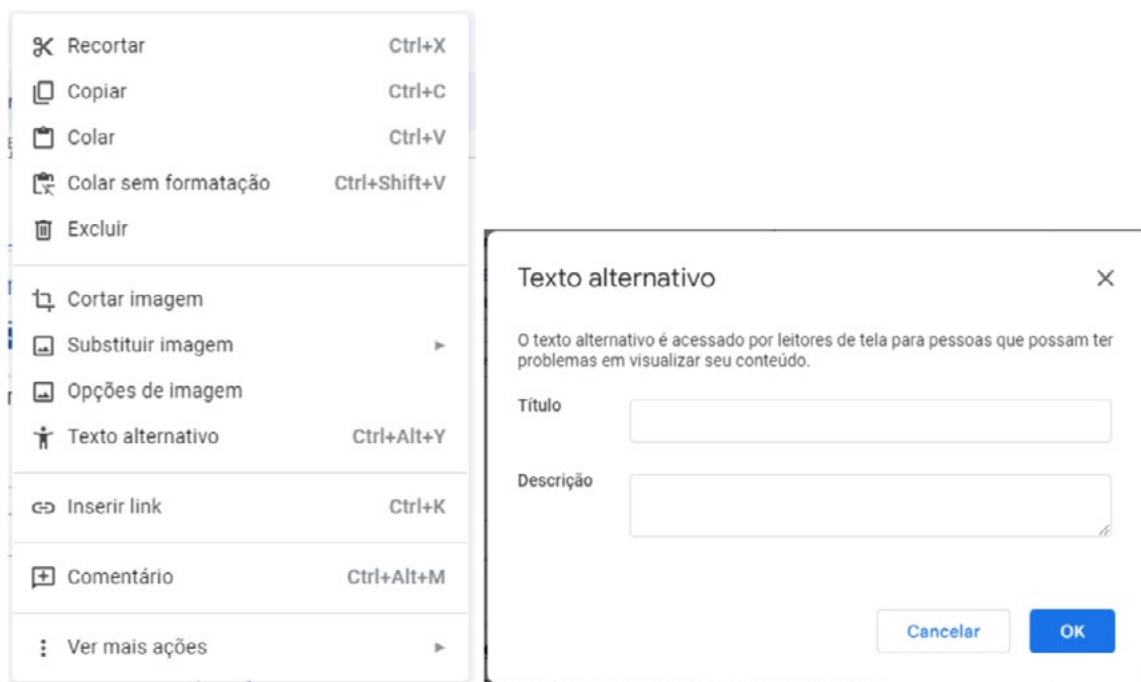 Recortar Ctrl+X
Copiar Ctrl+C
Colar Ctrl+V
Colar sem formatação Ctrl+Shift+V
Excluir
Cortar imagem
Substituir imagem
Opções de imagem
Texto alternativo Ctrl+Alt+Y
Inserir link Ctrl+K
Comentário Ctrl+Alt+M
Ver mais ações
Texto alternativo
O texto alternativo é acessado por leitores de tela para pessoas que possam ter
problemas em visualizar seu conteúdo.
Título
Descrição
Cancelar OK